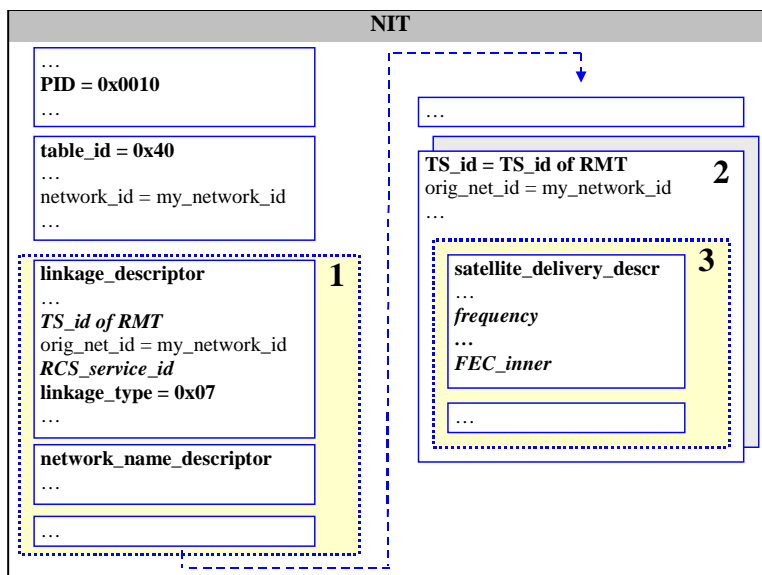 NIT
…
PID = 0x0010
…
table_id = 0x40
…
network_id = my_network_id
…
1
linkage_descriptor
…
TS_id of RMT
orig_net_id = my_network_id
RCS_service_id
linkage_type = 0x07
…
network_name_descriptor
…
…
…
TS_id = TS_id of RMT
2
orig_net_id = my_network_id
…
3
satellite_delivery_descr
…
frequency
…
FEC_inner
…